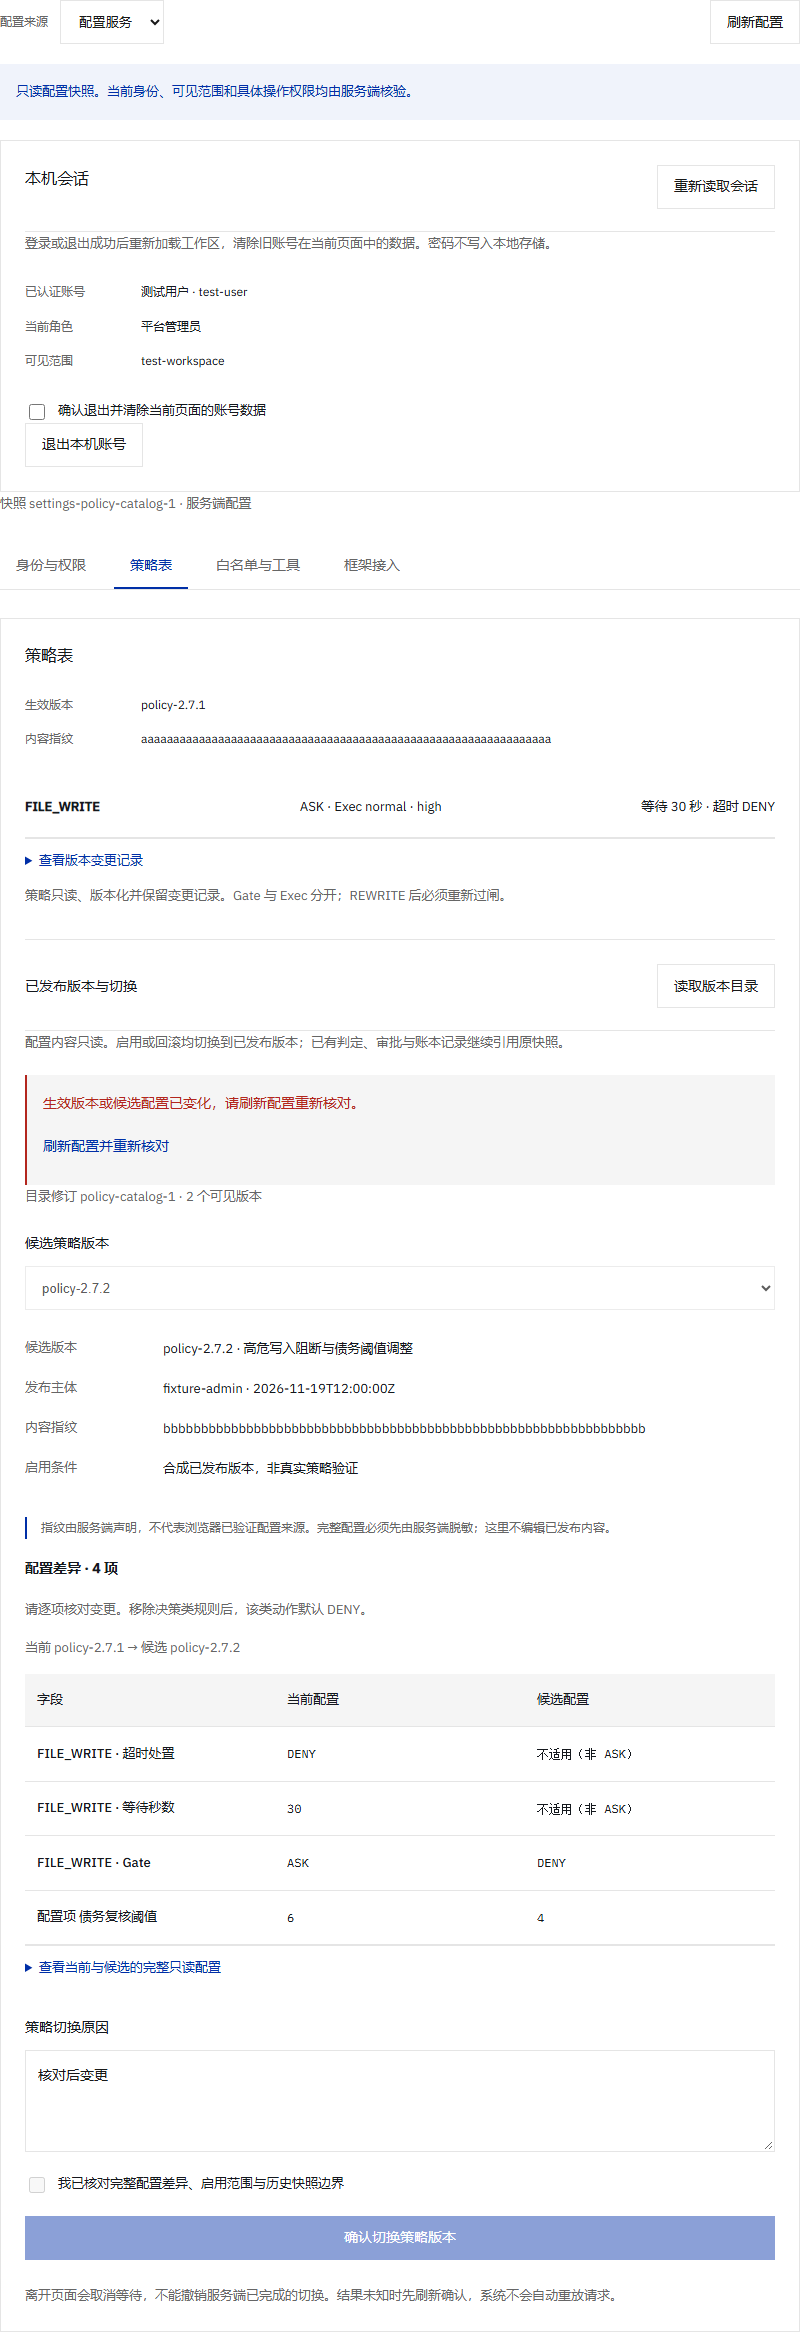 配置来源 配置服务 刷新配置
只读配置快照。当前身份、可见范围和具体操作权限均由服务端核验。
本机会话 重新读取会话
登录或退出成功后重新加载工作区，清除旧账号在当前页面中的数据。密码不写入本地存储。
已认证账号 测试用户 · test-user
当前角色 平台管理员
可见范围 test-workspace
确认退出并清除当前页面的账号数据
退出本机账号
快照 settings-policy-catalog-1 · 服务端配置
身份与权限 策略表 白名单与工具 框架接入
策略表
生效版本 policy-2.7.1
内容指纹 aaaaaaaaaaaaaaaaaaaaaaaaaaaaaaaaaaaaaaaaaaaaaaaaaaaaaaaaaaaaaaaa
FILE_WRITE ASK · Exec normal · high 等待 30 秒 · 超时 DENY
查看版本变更记录
策略只读、版本化并保留变更记录。Gate 与 Exec 分开；REWRITE 后必须重新过闸。
已发布版本与切换 读取版本目录
配置内容只读。启用或回滚均切换到已发布版本；已有判定、审批与账本记录继续引用原快照。
生效版本或候选配置已变化，请刷新配置重新核对。
刷新配置并重新核对
目录修订 policy-catalog-1 · 2 个可见版本
候选策略版本
policy-2.7.2
候选版本 policy-2.7.2 · 高危写入阻断与债务阈值调整
发布主体 fixture-admin · 2026-11-19T12:00:00Z
内容指纹 bbbbbbbbbbbbbbbbbbbbbbbbbbbbbbbbbbbbbbbbbbbbbbbbbbbbbbbbbbbbbbbb
启用条件 合成已发布版本，非真实策略验证
指纹由服务端声明，不代表浏览器已验证配置来源。完整配置必须先由服务端脱敏；这里不编辑已发布内容。
配置差异 · 4 项
请逐项核对变更。移除决策类规则后，该类动作默认 DENY。
当前 policy-2.7.1 → 候选 policy-2.7.2
字段 当前配置 候选配置
FILE_WRITE · 超时处置 DENY 不适用（非 ASK）
FILE_WRITE · 等待秒数 30 不适用（非 ASK）
FILE_WRITE · Gate ASK DENY
配置项 债务复核阈值 6 4
查看当前与候选的完整只读配置
策略切换原因
核对后变更
我已核对完整配置差异、启用范围与历史快照边界
确认切换策略版本
离开页面会取消等待，不能撤销服务端已完成的切换。结果未知时先刷新确认，系统不会自动重放请求。